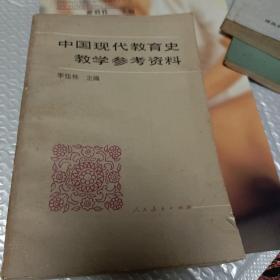 中国现代教育史
教学参考资料
李桂林 主编
人民教育出版社